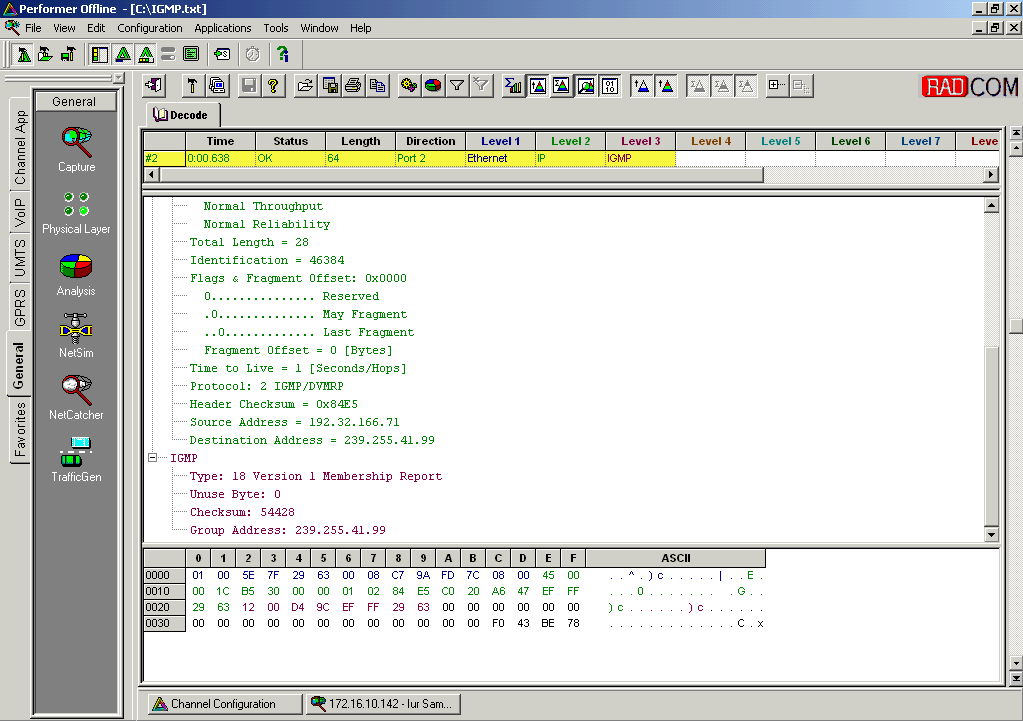 Performer Offline - [C:\IGMP.txt]
File View Edit Configuration Applications Tools Window Help
RADCOM
General
Channel App
VoIP
UMTS
GPRS
General
Favorites
Capture
Physical Layer
Analysis
NetSim
NetCatcher
TrafficGen
Decode
Time Status Length Direction Level 1 Level 2 Level 3 Level 4 Level 5 Level 6 Level 7 Leve
#2 0:00.638 OK 64 Port 2 Ethernet IP IGMP
Normal Throughput
Normal Reliability
Total Length = 28
Identification = 46384
Flags & Fragment Offset: 0x0000
0............... Reserved
.0.............. May Fragment
..0............. Last Fragment
Fragment Offset = 0 [Bytes]
Time to Live = 1 [Seconds/Hops]
Protocol: 2 IGMP/DVMRP
Header Checksum = 0x84E5
Source Address = 192.32.166.71
Destination Address = 239.255.41.99
IGMP
Type: 18 Version 1 Membership Report
Unuse Byte: 0
Checksum: 54428
Group Address: 239.255.41.99
0 1 2 3 4 5 6 7 8 9 A B C D E F ASCII
0000 01 00 5E 7F 29 63 00 08 C7 9A FD 7C 08 00 45 00 ..^.)c.....|..E.
0010 00 1C B5 30 00 00 01 02 84 E5 C0 20 A6 47 EF FF ...0....... .G..
0020 29 63 12 00 D4 9C EF FF 29 63 00 00 00 00 00 00 )c......)c......
0030 00 00 00 00 00 00 00 00 00 00 00 00 F0 43 BE 78 .............C.x
Channel Configuration
172.16.10.142 - Iur Sam...